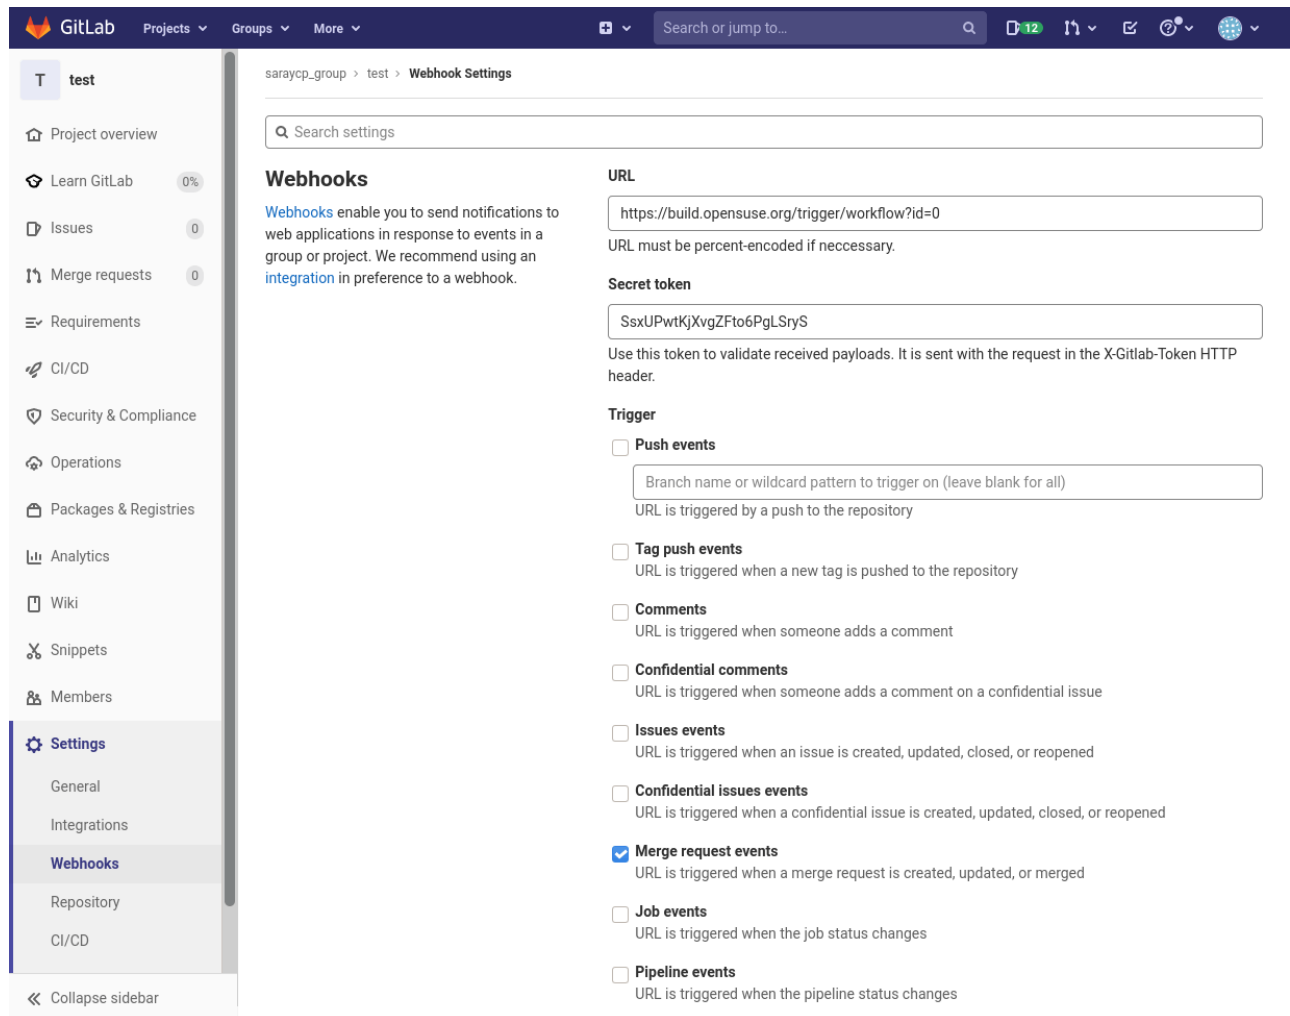 GitLab
Projects
Groups
More
Search or jump to...
12
T
test
Project overview
Learn GitLab
0%
Issues
0
Merge requests
0
Requirements
CI/CD
Security & Compliance
Operations
Packages & Registries
Analytics
Wiki
Snippets
Members
Settings
General
Integrations
Webhooks
Repository
CI/CD
Collapse sidebar
saraycp_group > test > Webhook Settings
Search settings
Webhooks
Webhooks enable you to send notifications to
web applications in response to events in a
group or project. We recommend using an
integration in preference to a webhook.
URL
https://build.opensuse.org/trigger/workflow?id=0
URL must be percent-encoded if neccessary.
Secret token
SsxUPwtKjXvgZFto6PgLSryS
Use this token to validate received payloads. It is sent with the request in the X-Gitlab-Token HTTP
header.
Trigger
Push events
Branch name or wildcard pattern to trigger on (leave blank for all)
URL is triggered by a push to the repository
Tag push events
URL is triggered when a new tag is pushed to the repository
Comments
URL is triggered when someone adds a comment
Confidential comments
URL is triggered when someone adds a comment on a confidential issue
Issues events
URL is triggered when an issue is created, updated, closed, or reopened
Confidential issues events
URL is triggered when a confidential issue is created, updated, closed, or reopened
Merge request events
URL is triggered when a merge request is created, updated, or merged
Job events
URL is triggered when the job status changes
Pipeline events
URL is triggered when the pipeline status changes